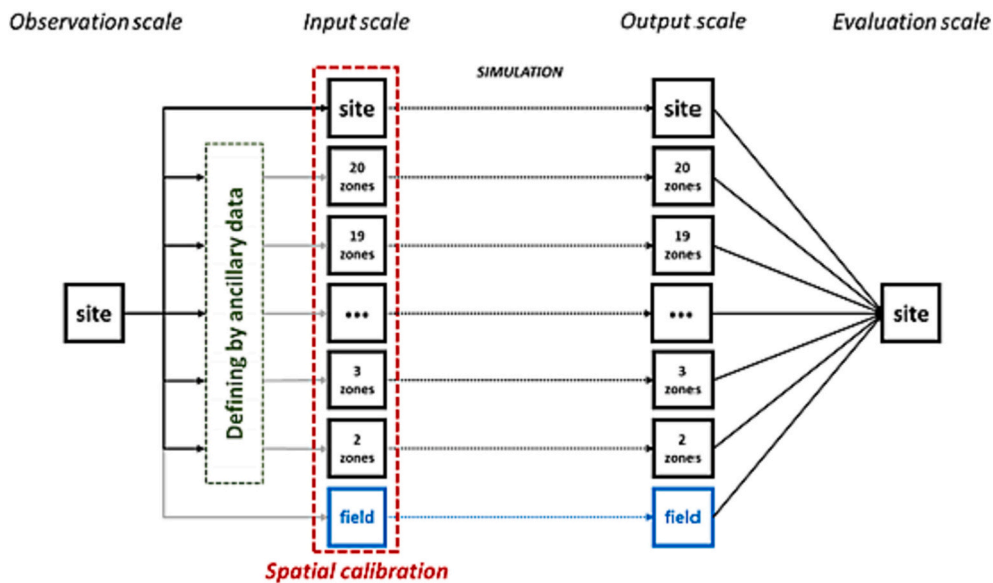 Observation scale
Input scale
Output scale
Evaluation scale
SIMULATION
site
Defining by ancillary data
site
20
zones
19
zones
...
3
zones
2
zones
field
site
20
zones
19
zones
...
3
zones
2
zones
field
site
Spatial calibration